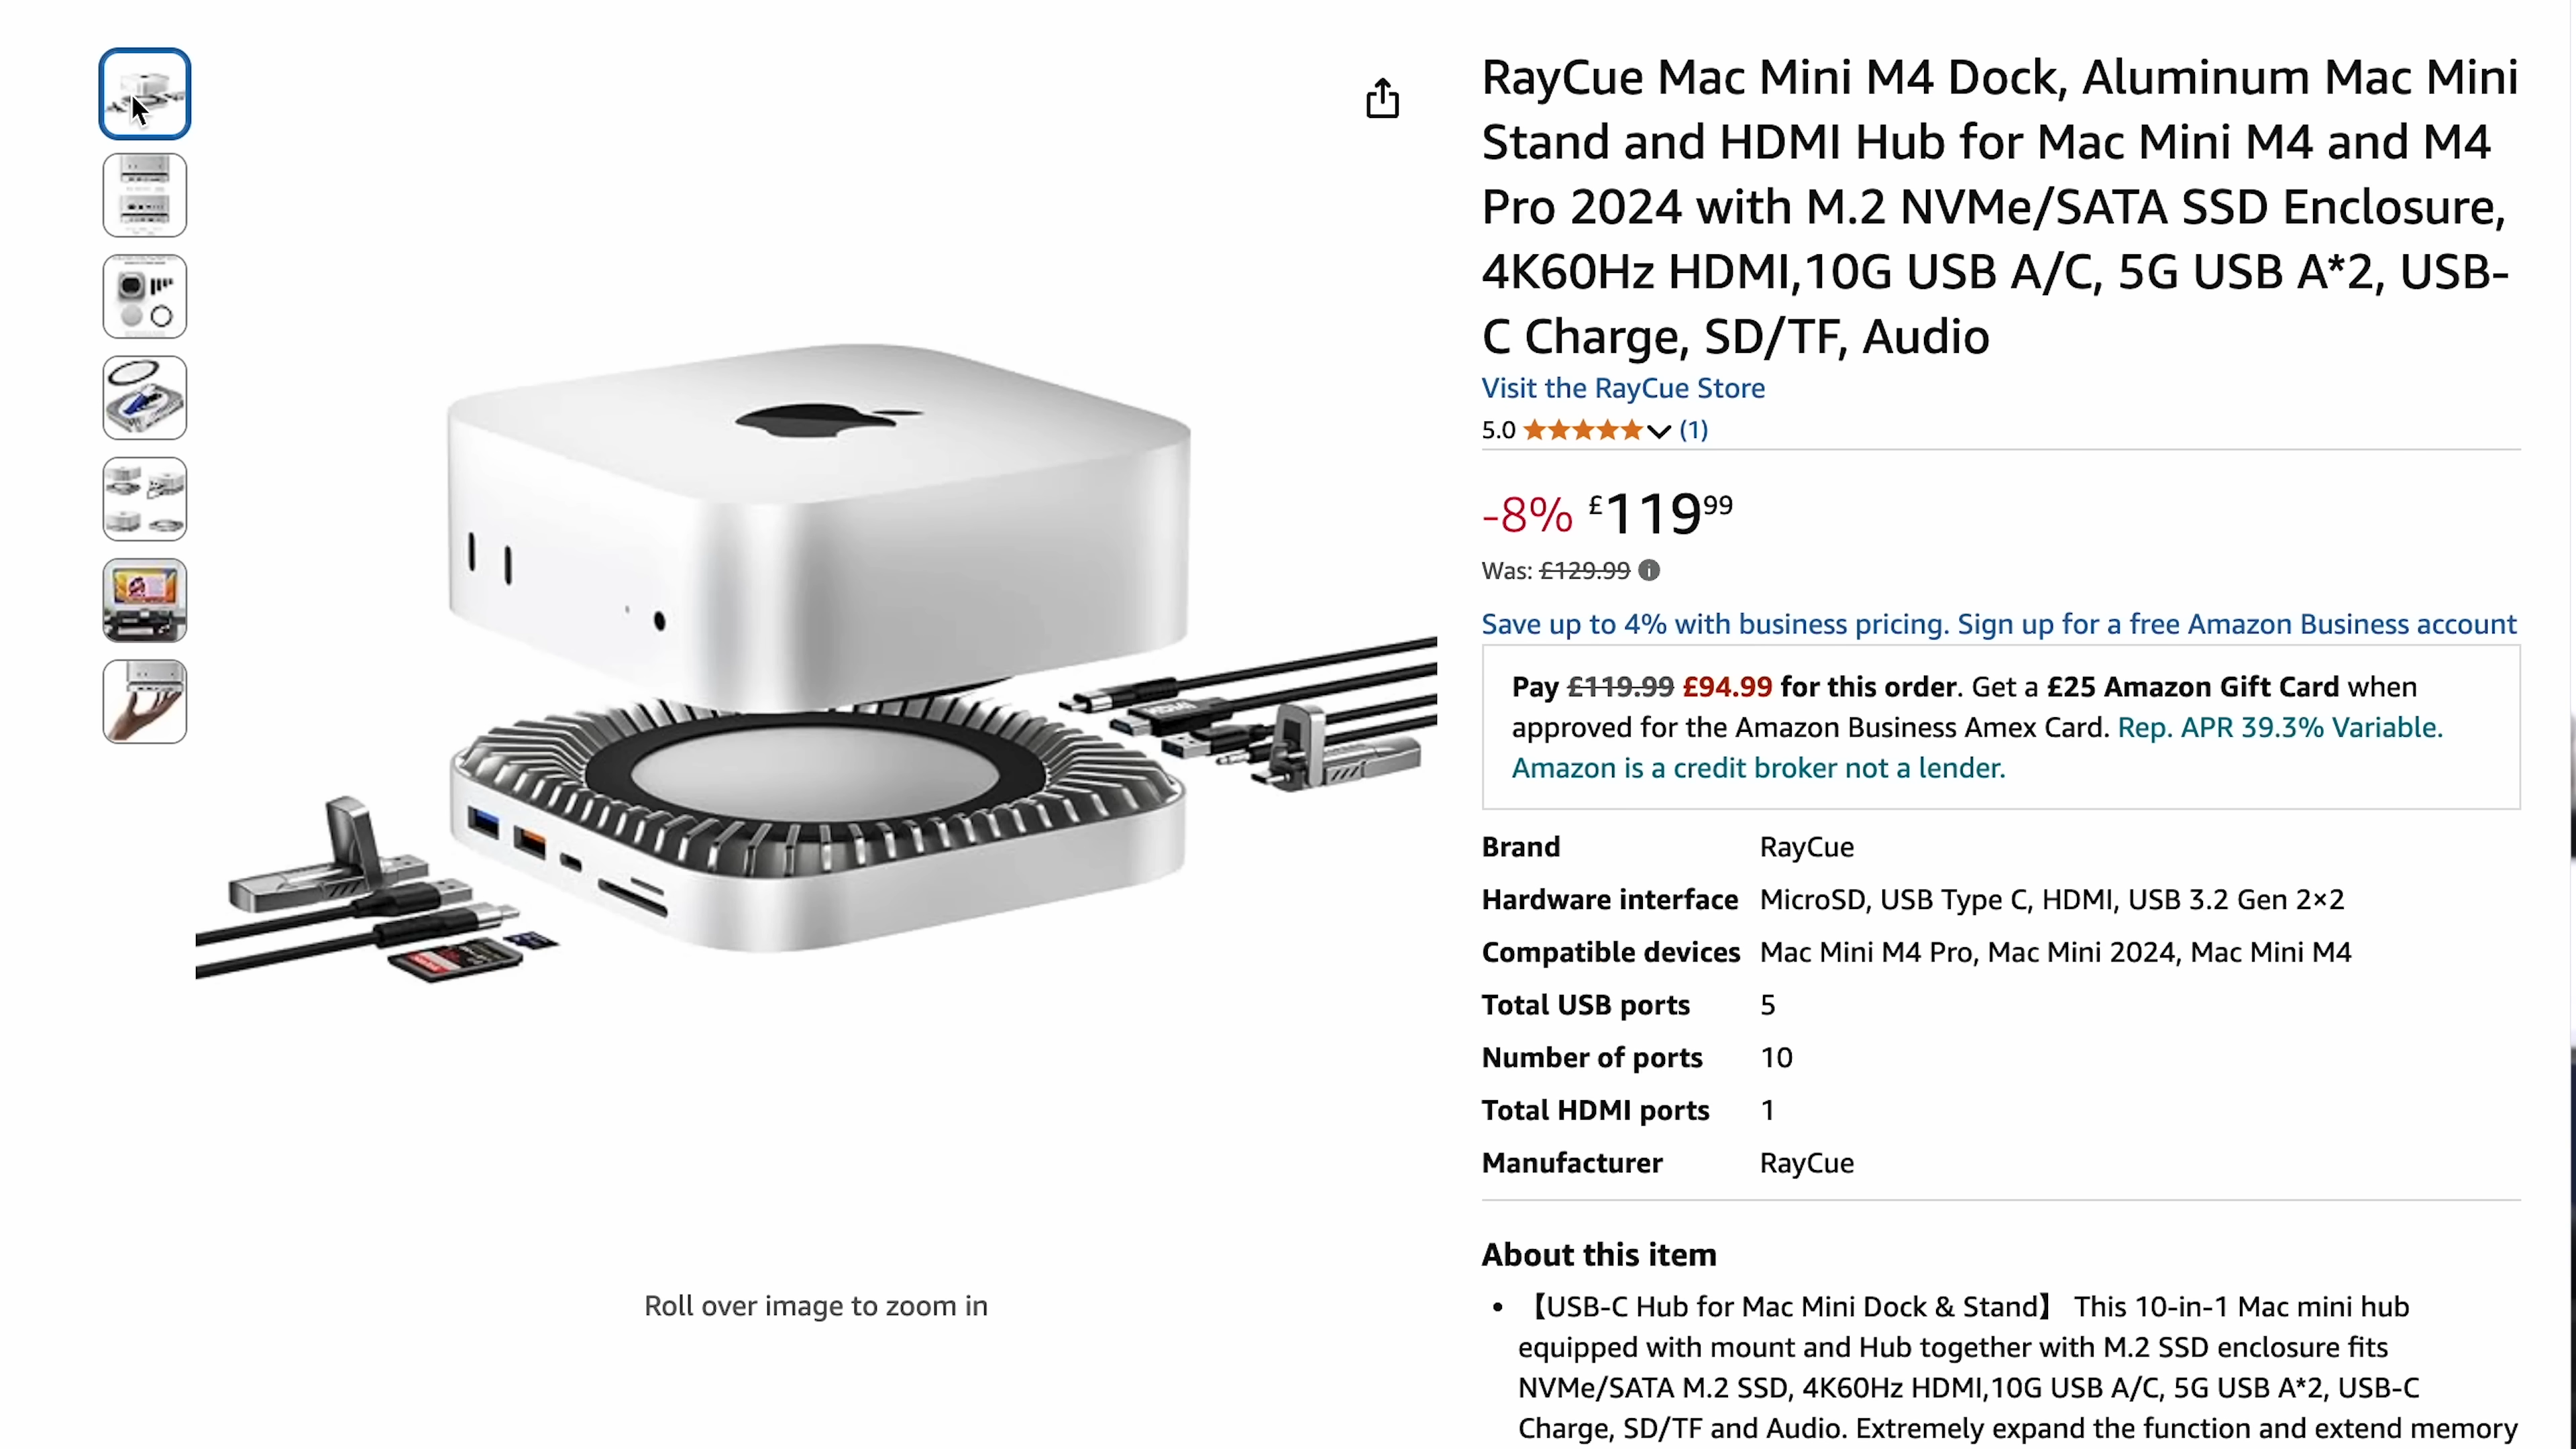 RayCue Mac Mini M4 Dock, Aluminum Mac Mini
Stand and HDMI Hub for Mac Mini M4 and M4
Pro 2024 with M.2 NVMe/SATA SSD Enclosure,
4K60Hz HDMI,10G USB A/C, 5G USB A*2, USB-
C Charge, SD/TF, Audio
Visit the RayCue Store
5.0 (1)
-8% £119⁹⁹
Was: £129.99
Save up to 4% with business pricing. Sign up for a free Amazon Business account
Pay £119.99 £94.99 for this order. Get a £25 Amazon Gift Card when
approved for the Amazon Business Amex Card. Rep. APR 39.3% Variable.
Amazon is a credit broker not a lender.
Brand RayCue
Hardware interface MicroSD, USB Type C, HDMI, USB 3.2 Gen 2×2
Compatible devices Mac Mini M4 Pro, Mac Mini 2024, Mac Mini M4
Total USB ports 5
Number of ports 10
Total HDMI ports 1
Manufacturer RayCue
About this item
• 【USB-C Hub for Mac Mini Dock & Stand】 This 10-in-1 Mac mini hub
equipped with mount and Hub together with M.2 SSD enclosure fits
NVMe/SATA M.2 SSD, 4K60Hz HDMI,10G USB A/C, 5G USB A*2, USB-C
Charge, SD/TF and Audio. Extremely expand the function and extend memory
HDMI
Roll over image to zoom in